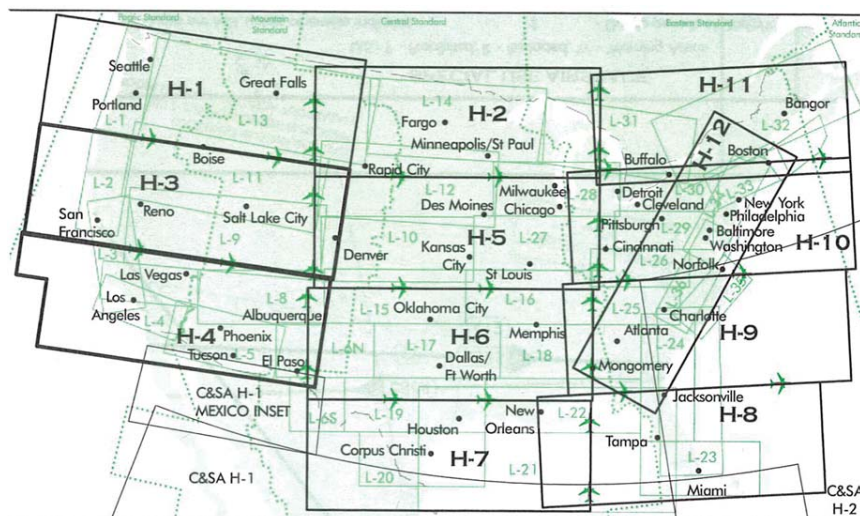 Pacific Standard
Mountain
Standard
Central Standard
Eastern Standard
Atlantic
Standard
Seattle
H-1
Great Falls
Portland
L-1
L-13
L-14
H-2
Fargo
Minneapolis/St Paul
Rapid City
H-11
L-31
Bangor
L-32
H-12
Buffalo
Boston
Boise
L-2
H-3
L-11
Reno
Salt Lake City
San
Francisco
L-9
L-12
Milwaukee
Des Moines
Chicago
L-28
Detroit
L-30
Cleveland
L-33
New York
Pittsburgh
Philadelphia
L-29
Baltimore
Washington
H-10
Denver
L-10
H-5
Kansas
City
L-27
St Louis
Cincinnati
L-26
Norfolk
L-3
Las Vegas
Los
Angeles
L-4
L-8
Albuquerque
H-4
Phoenix
Tucson
L-5
El Paso
L-15
Oklahoma City
L-16
H-6
Memphis
L-6N
L-17
Dallas/
Ft Worth
L-18
L-25
L-36
L-35
Charlotte
Atlanta
L-24
H-9
Montgomery
C&SA H-1
MEXICO INSET
L-6S
L-19
Houston
New
Orleans
L-22
Jacksonville
H-8
Corpus Christi
H-7
L-20
L-21
Tampa
L-23
Miami
C&SA H-1
C&SA
H-2